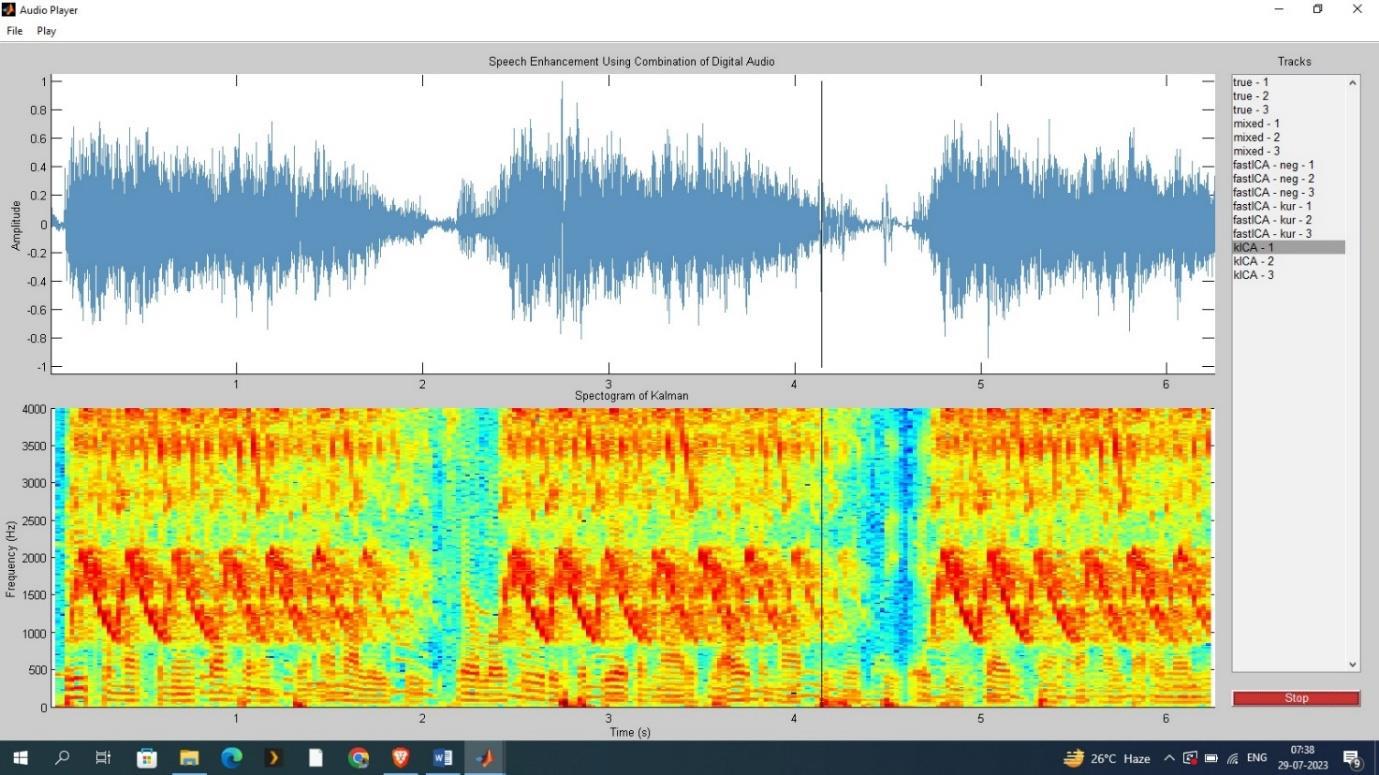 Audio Player
File Play
Speech Enhancement Using Combination of Digital Audio
Tracks
1
0.8
0.6
0.4
0.2
0
-0.2
-0.4
-0.6
-0.8
-1
Amplitude
1 2 3 4 5 6
true - 1
true - 2
true - 3
mixed - 1
mixed - 2
mixed - 3
fastICA - neg - 1
fastICA - neg - 2
fastICA - neg - 3
fastICA - kur - 1
fastICA - kur - 2
fastICA - kur - 3
kICA - 1
kICA - 2
kICA - 3
Spectogram of Kalman
4000
3500
3000
2500
2000
1500
1000
500
0
Frequency (Hz)
1 2 3 4 5 6
Time (s)
Stop
26°C Haze
ENG
07:38
29-07-2023
9